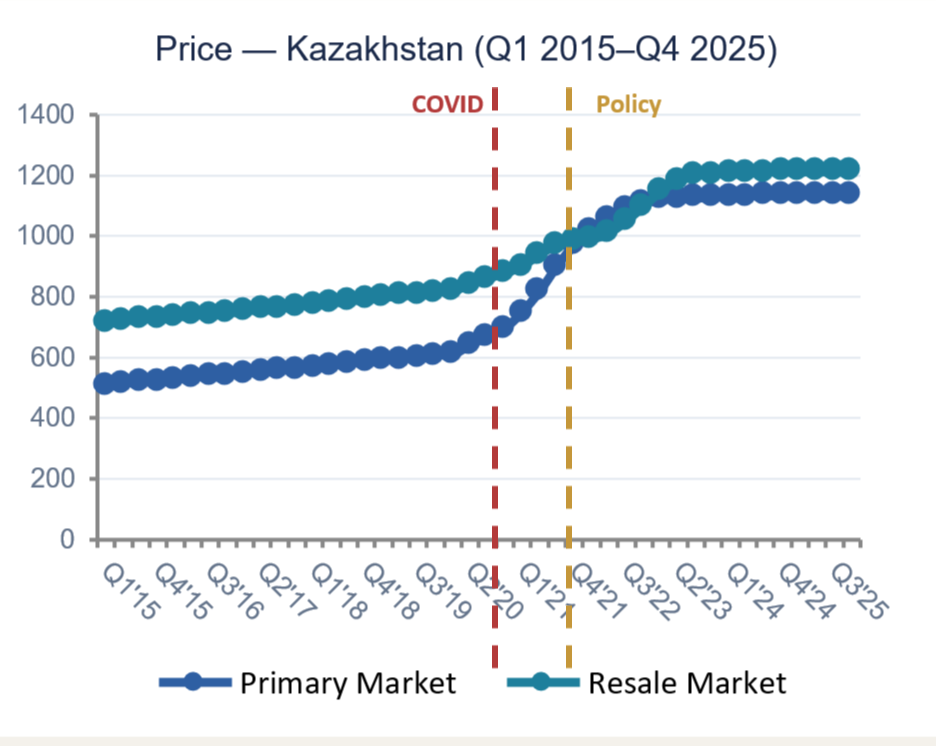 Price — Kazakhstan (Q1 2015–Q4 2025)
COVID
Policy
1400
1200
1000
800
600
400
200
0
Q1'15 Q4'15 Q3'16 Q2'17 Q1'18 Q4'18 Q3'19 Q2'20 Q1'21 Q4'21 Q3'22 Q2'23 Q1'24 Q4'24 Q3'25
Primary Market Resale Market